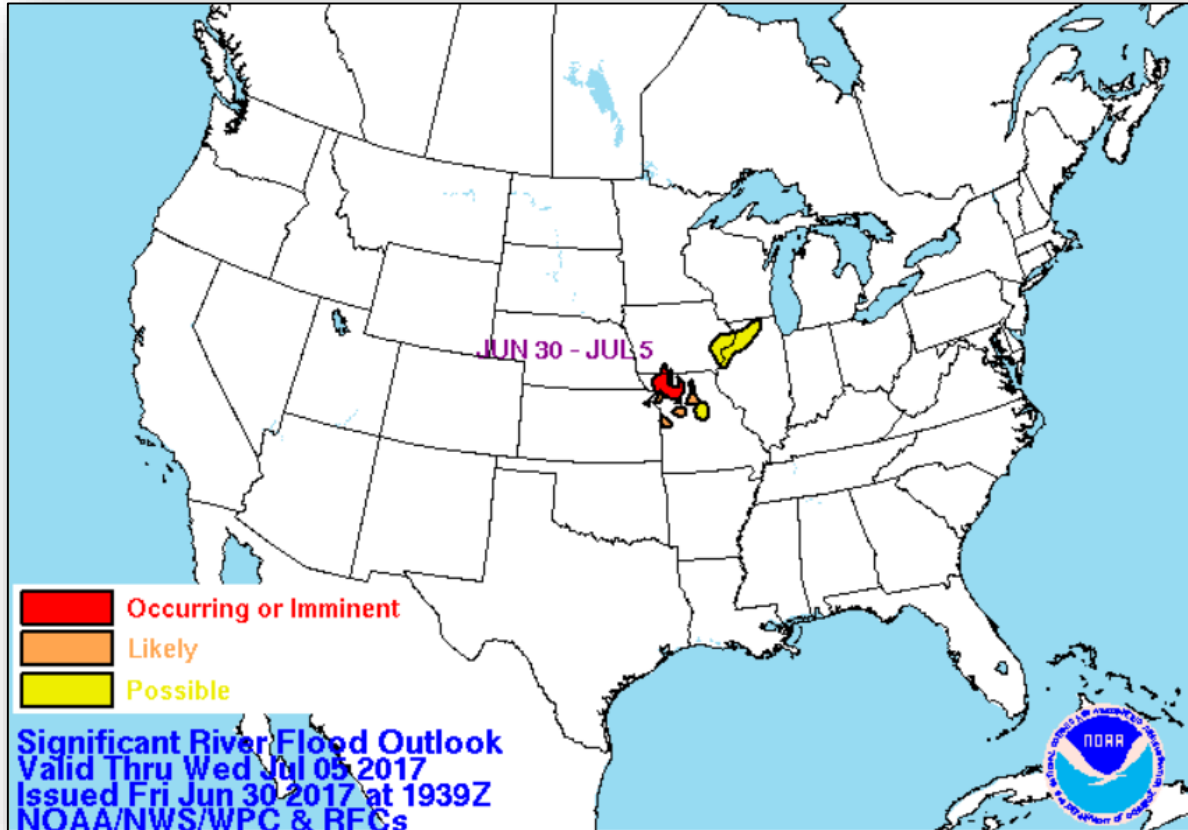 JUN 30 - JUL 5
Occurring or Imminent
Likely
Possible
Significant River Flood Outlook
Valid Thru Wed Jul 05 2017
Issued Fri Jun 30 2017 at 1939Z
NOAA/NWS/WPC & RFCs
NOAA